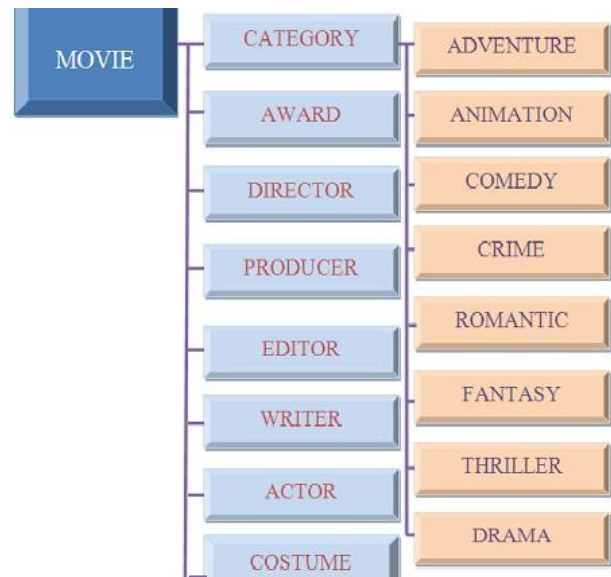 MOVIE
CATEGORY
AWARD
DIRECTOR
PRODUCER
EDITOR
WRITER
ACTOR
COSTUME
ADVENTURE
ANIMATION
COMEDY
CRIME
ROMANTIC
FANTASY
THRILLER
DRAMA